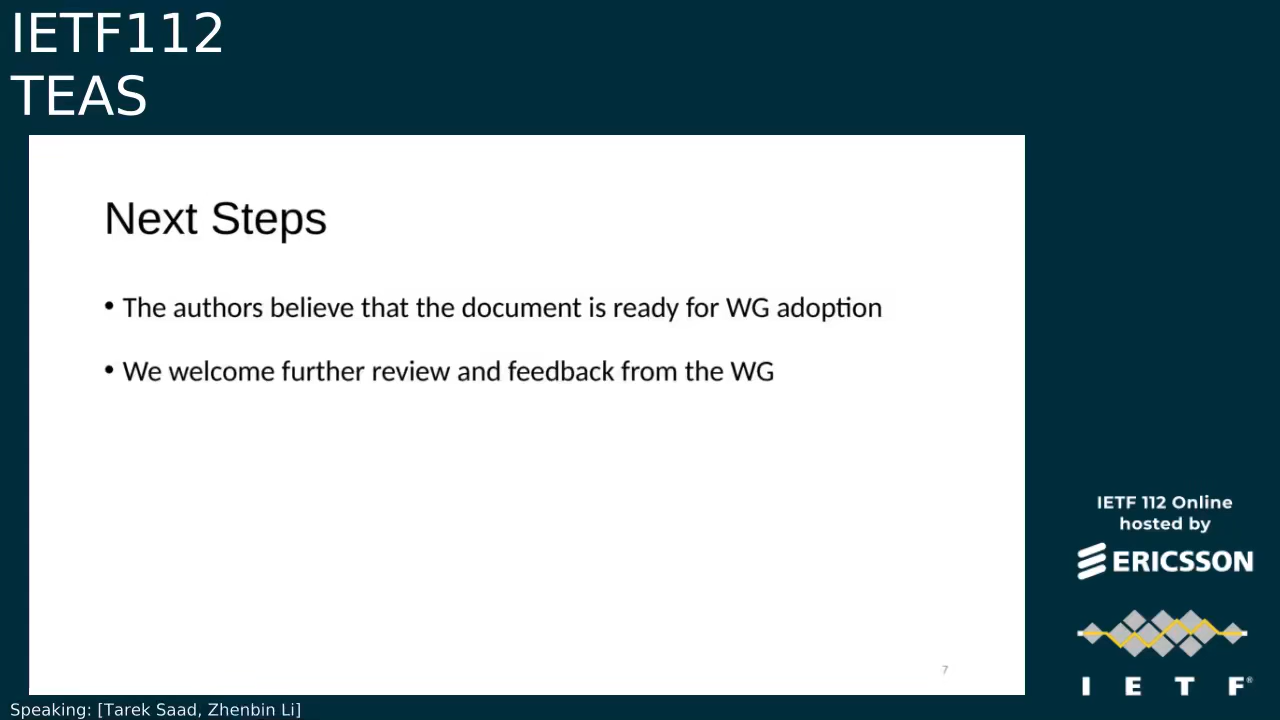 IETF112
TEAS
Next Steps
• The authors believe that the document is ready for WG adoption
• We welcome further review and feedback from the WG
7
IETF 112 Online
hosted by
ERICSSON
I E T F®
Speaking: [Tarek Saad, Zhenbin Li]